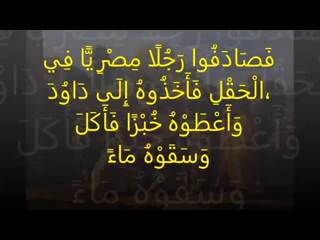 فَصَادَفُوا رَجُلًا مِصْرِيًّا فِي
الْحَقْلِ فَأَخَذُوهُ إِلَى دَاوُدَ،
وَأَعْطَوْهُ خُبْزًا فَأَكَلَ
وَسَقَوْهُ مَاءً